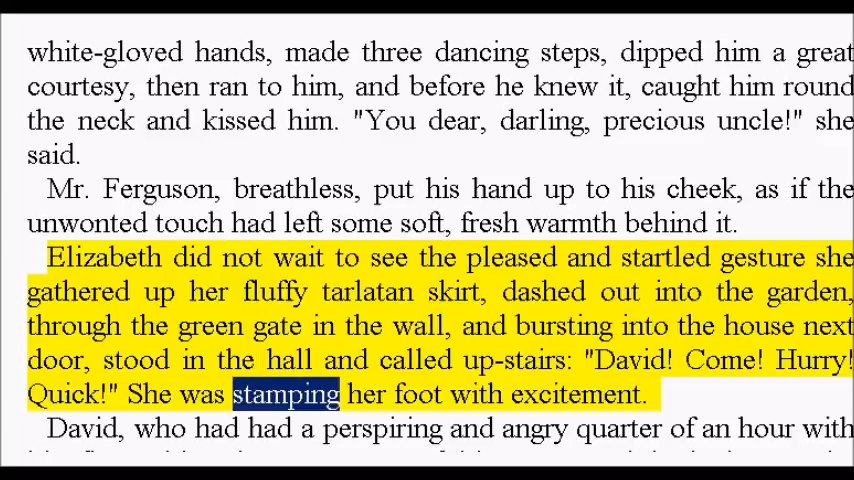 white-gloved hands, made three dancing steps, dipped him a great
courtesy, then ran to him, and before he knew it, caught him round
the neck and kissed him. "You dear, darling, precious uncle!" she
said.
Mr. Ferguson, breathless, put his hand up to his cheek, as if the
unwonted touch had left some soft, fresh warmth behind it.
Elizabeth did not wait to see the pleased and startled gesture she
gathered up her fluffy tarlatan skirt, dashed out into the garden,
through the green gate in the wall, and bursting into the house next
door, stood in the hall and called up-stairs: "David! Come! Hurry!
Quick!" She was stamping her foot with excitement.
David, who had had a perspiring and angry quarter of an hour with